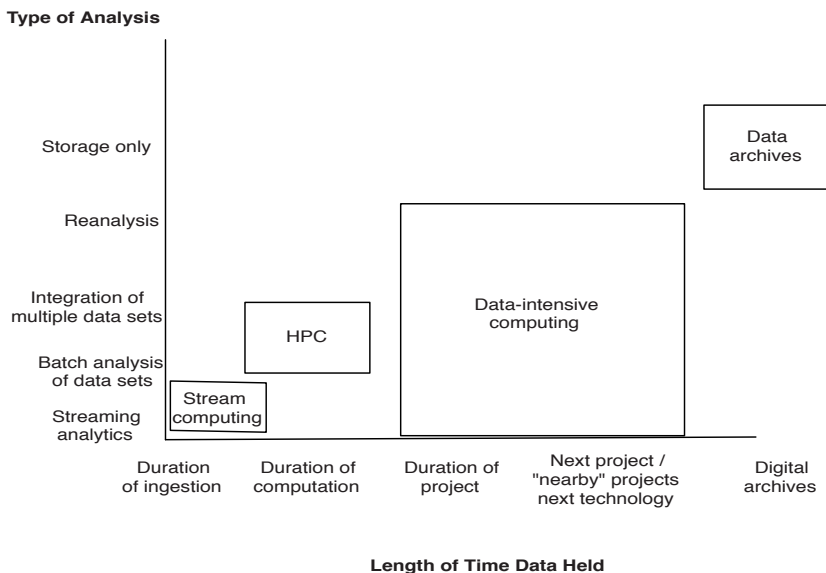 Type of Analysis
Storage only
Data
archives
Reanalysis
Integration of
multiple data sets
HPC
Data-intensive
computing
Batch analysis
of data sets
Stream
computing
Streaming
analytics
Duration
of ingestion
Duration of
computation
Duration of
project
Next project /
"nearby" projects
next technology
Digital
archives
Length of Time Data Held